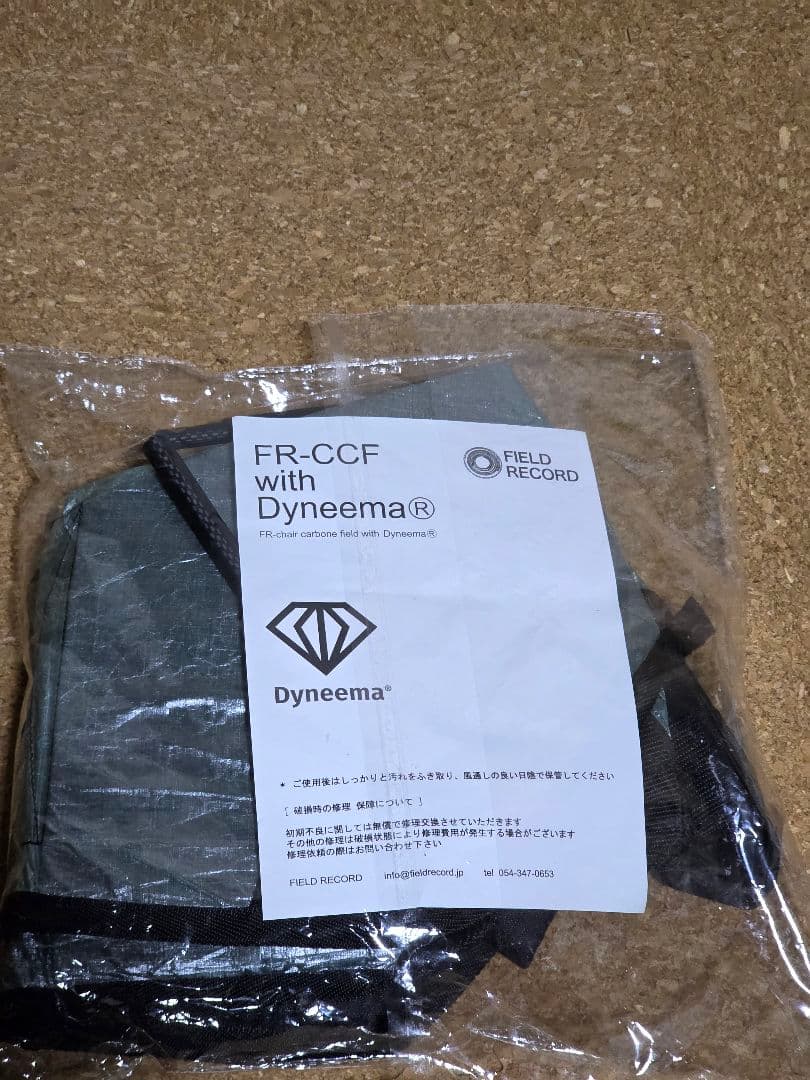 FR-CCF
with
Dyneema®
FR-chair carbone field with Dyneema®
FIELD
RECORD
Dyneema®
* ご使用後はしっかりと汚れをふき取り、風通しの良い日陰で保管してください
[ 破損時の修理 保障について ]
初期不良に関しては無償で修理交換させていただきます
その他の修理は破損状態により修理費用が発生する場合がございます
修理依頼の際はお問い合わせ下さい
FIELD RECORD info@fieldrecord.jp tel 054-347-0653